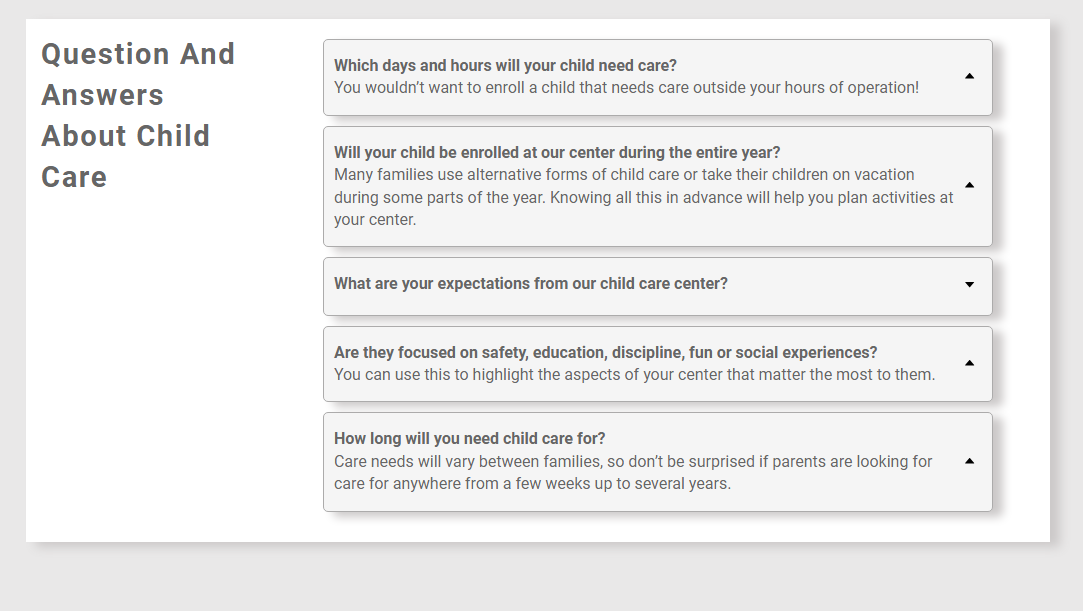 Question And
Answers
About Child
Care
Which days and hours will your child need care?
You wouldn’t want to enroll a child that needs care outside your hours of operation!
Will your child be enrolled at our center during the entire year?
Many families use alternative forms of child care or take their children on vacation
during some parts of the year. Knowing all this in advance will help you plan activities at
your center.
What are your expectations from our child care center?
Are they focused on safety, education, discipline, fun or social experiences?
You can use this to highlight the aspects of your center that matter the most to them.
How long will you need child care for?
Care needs will vary between families, so don’t be surprised if parents are looking for
care for anywhere from a few weeks up to several years.